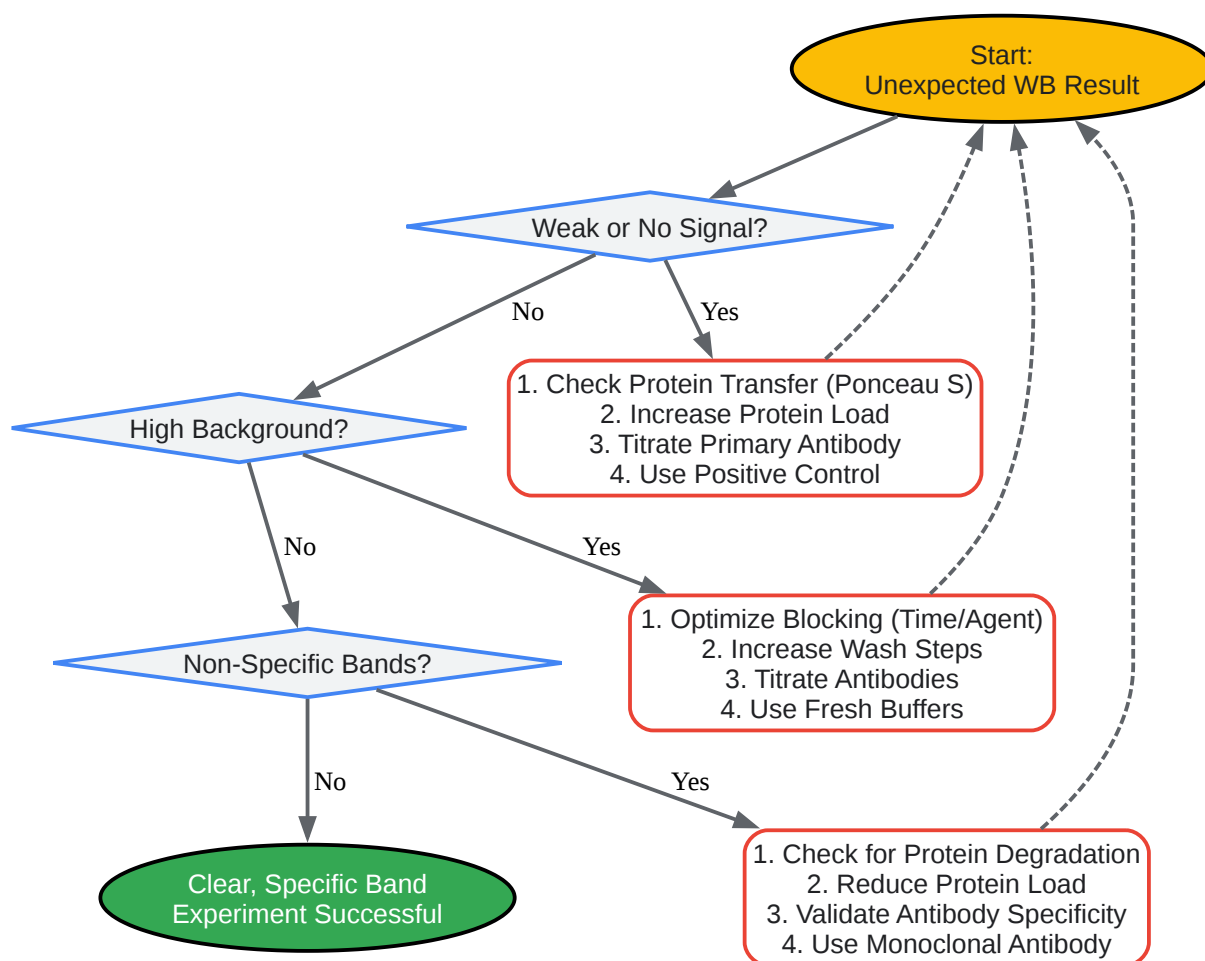 Start:
Unexpected WB Result
Weak or No Signal?
No
Yes
1. Check Protein Transfer (Ponceau S)
2. Increase Protein Load
3. Titrate Primary Antibody
4. Use Positive Control
High Background?
No
Yes
1. Optimize Blocking (Time/Agent)
2. Increase Wash Steps
3. Titrate Antibodies
4. Use Fresh Buffers
Non-Specific Bands?
No
Yes
1. Check for Protein Degradation
2. Reduce Protein Load
3. Validate Antibody Specificity
4. Use Monoclonal Antibody
Clear, Specific Band
Experiment Successful